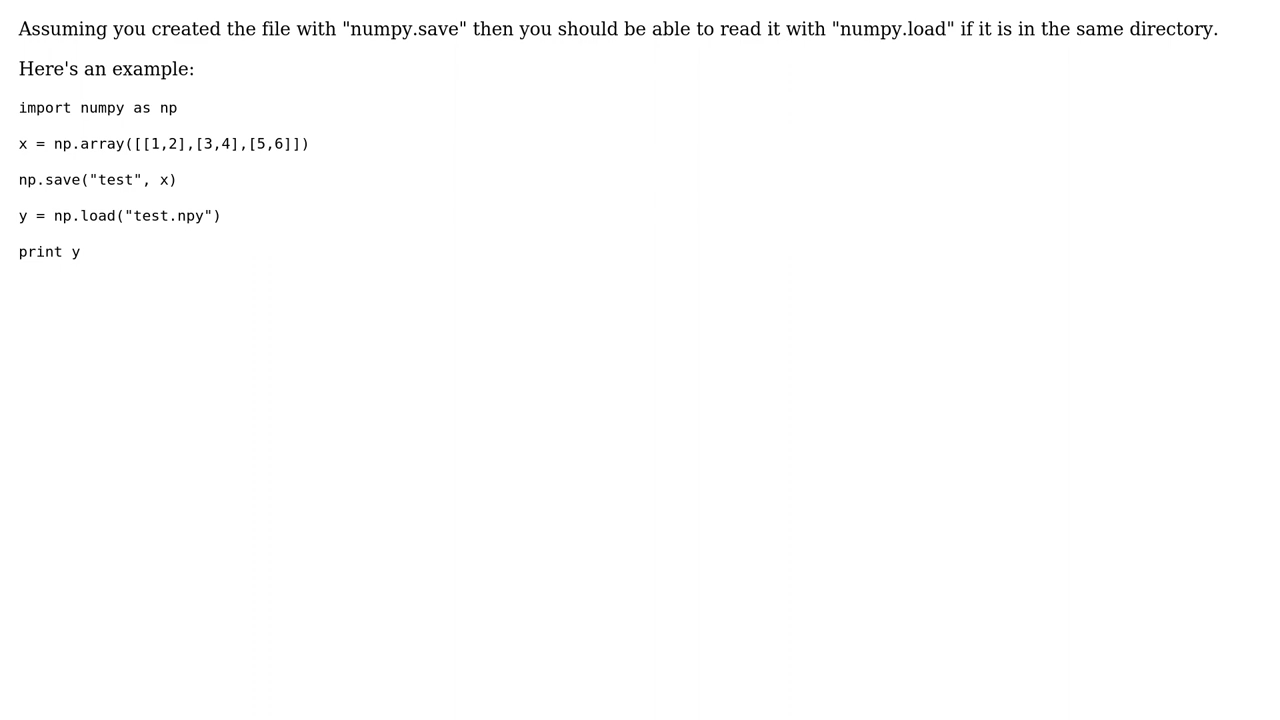 Assuming you created the file with "numpy.save" then you should be able to read it with "numpy.load" if it is in the same directory.
Here's an example:
import numpy as np
x = np.array([[1,2],[3,4],[5,6]])
np.save("test", x)
y = np.load("test.npy")
print y